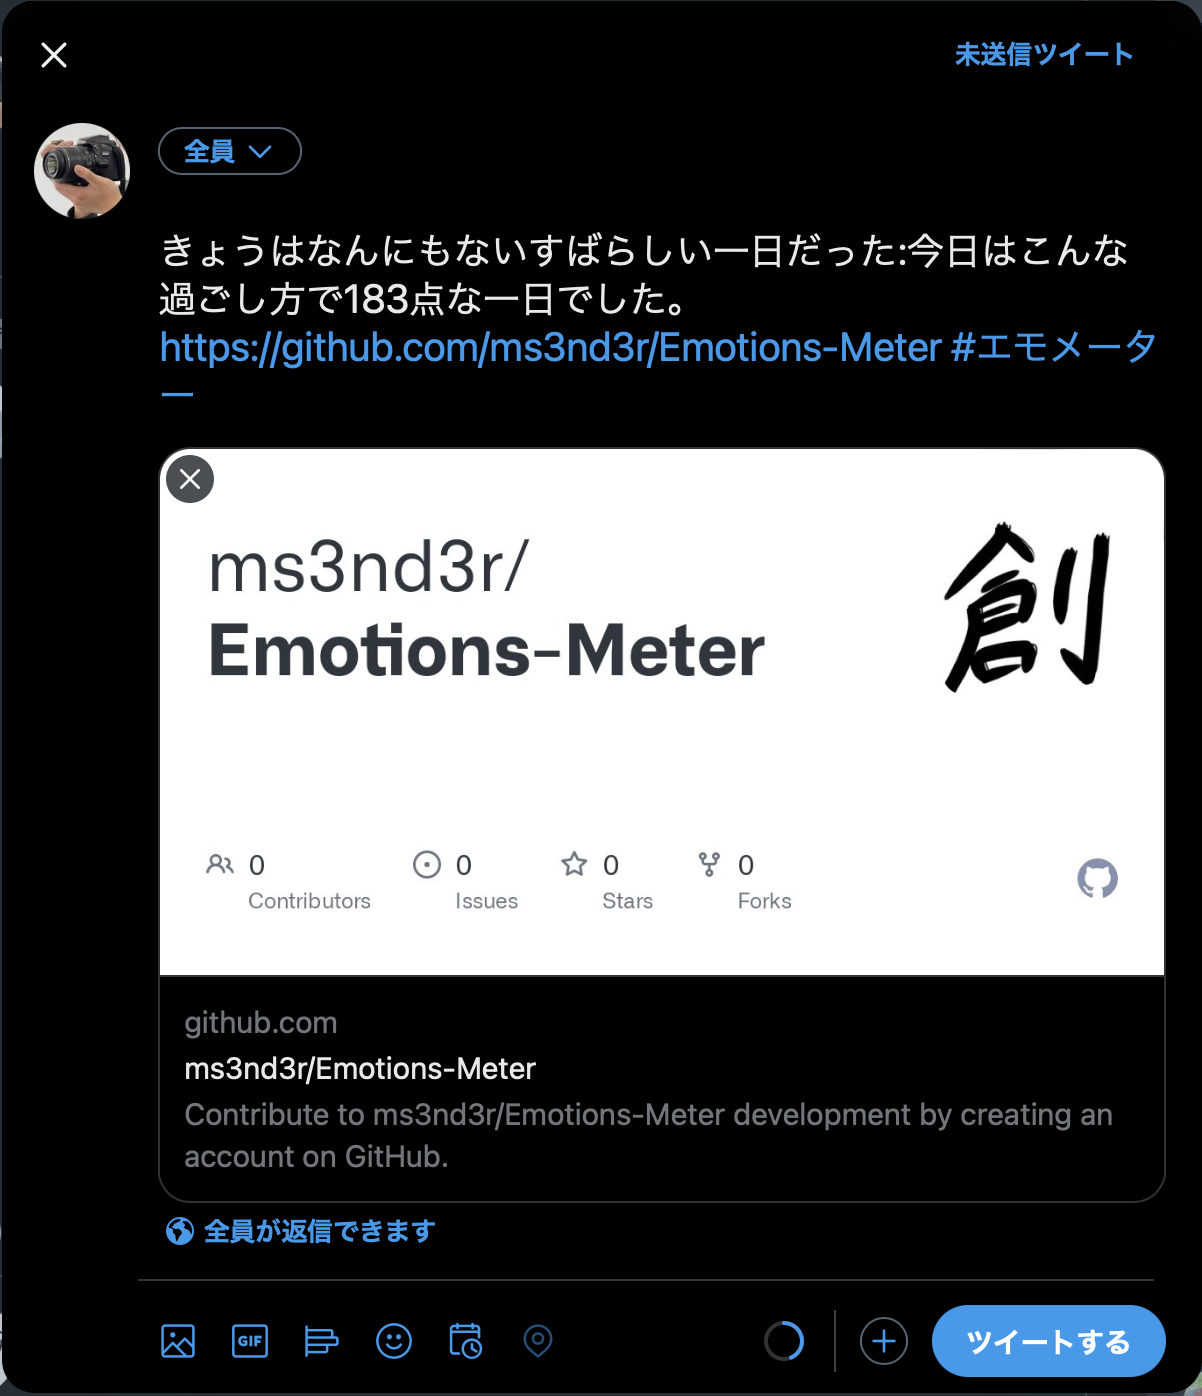 未送信ツイート
全員
きょうはなんにもないすばらしい一日だった:今日はこんな
過ごし方で183点な一日でした。
https://github.com/ms3nd3r/Emotions-Meter #エモメータ
ー
ms3nd3r/
Emotions-Meter
創
0 0 0 0
Contributors Issues Stars Forks
github.com
ms3nd3r/Emotions-Meter
Contribute to ms3nd3r/Emotions-Meter development by creating an
account on GitHub.
全員が返信できます
GIF
ツイートする